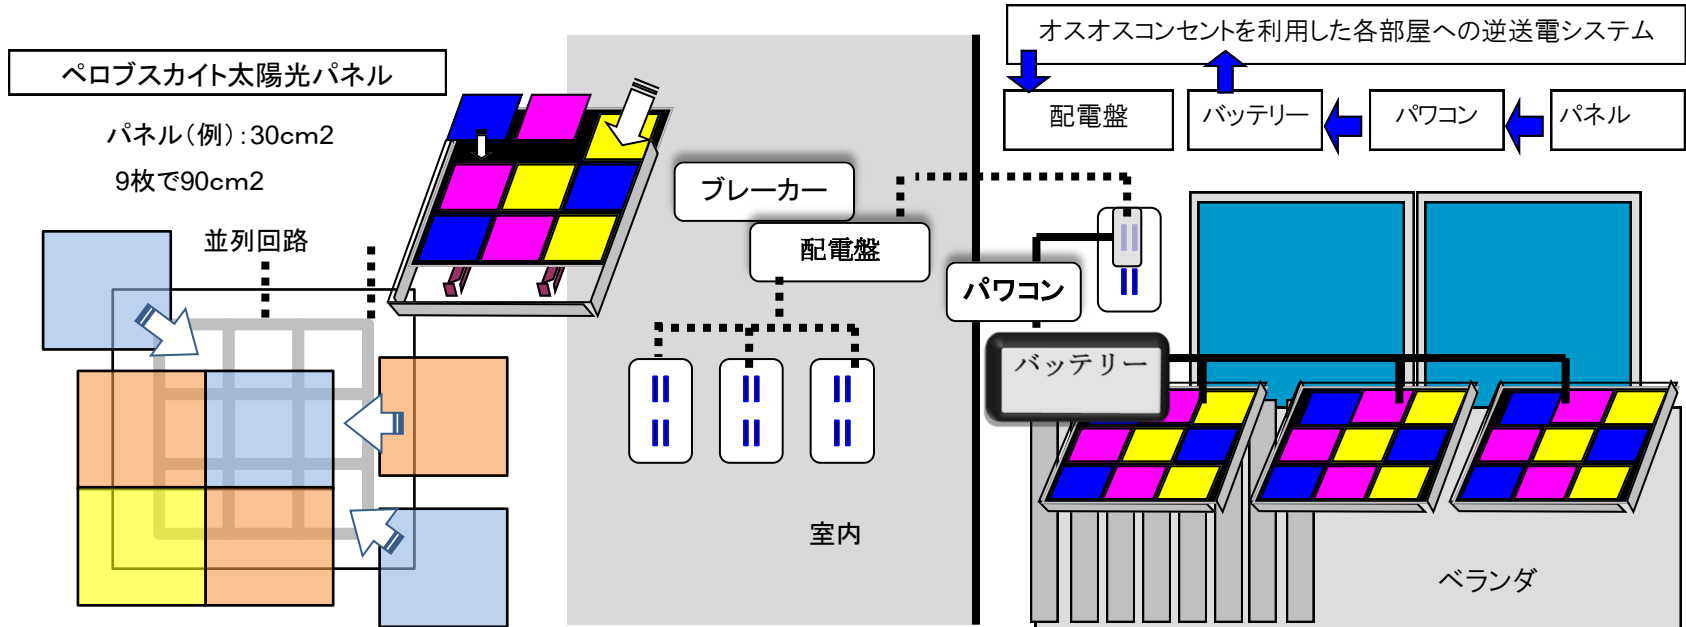 オスオスコンセントを利用した各部屋への逆送電システム
配電盤
バッテリー
パワコン
パネル
ペロブスカイト太陽光パネル
パネル(例):30cm2
9枚で90cm2
並列回路
ブレーカー
配電盤
パワコン
バッテリー
室内
ベランダ